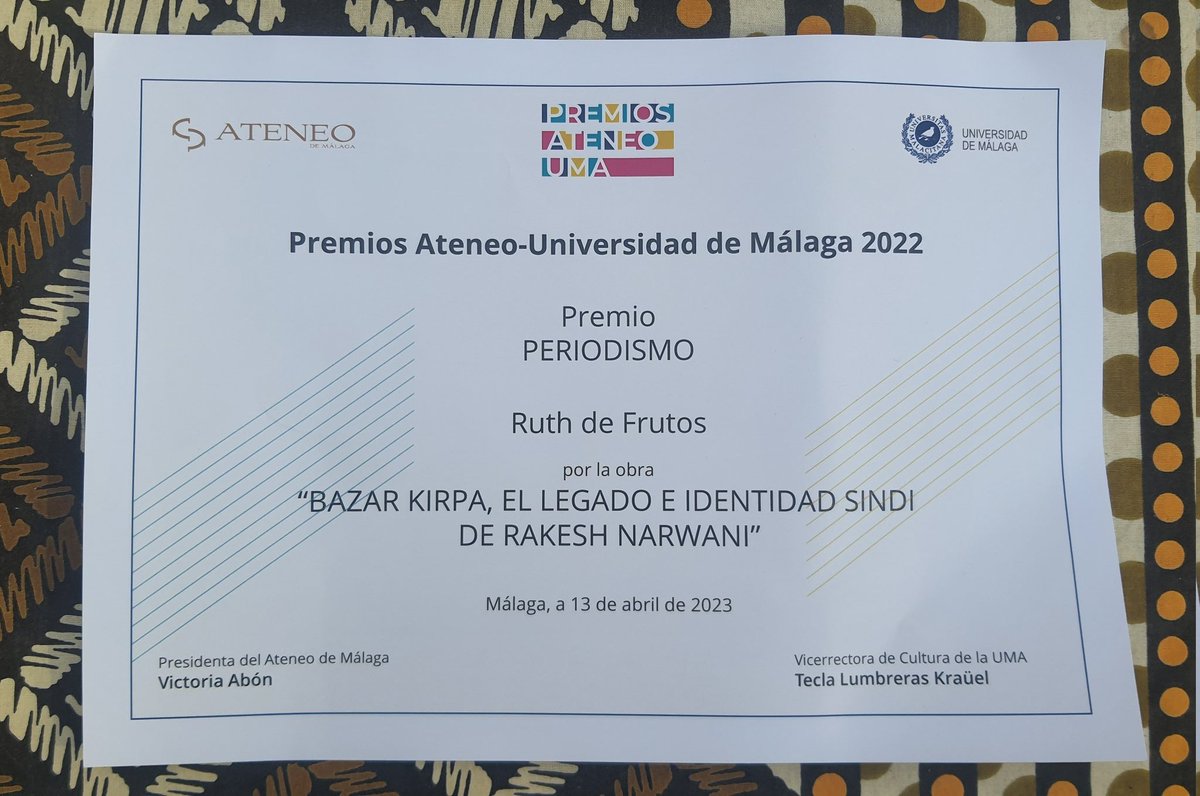 ATENEO
DE MÁLAGA
PREMIOS
ATENEO
UMA
UNIVERSITAS
MALACITANA
UNIVERSIDAD
DE MÁLAGA
Premios Ateneo-Universidad de Málaga 2022
Premio
PERIODISMO
Ruth de Frutos
por la obra
“BAZAR KIRPA, EL LEGADO E IDENTIDAD SINDI
DE RAKESH NARWANI”
Málaga, a 13 de abril de 2023
Presidenta del Ateneo de Málaga
Victoria Abón
Vicerrectora de Cultura de la UMA
Tecla Lumbreras Kraüel